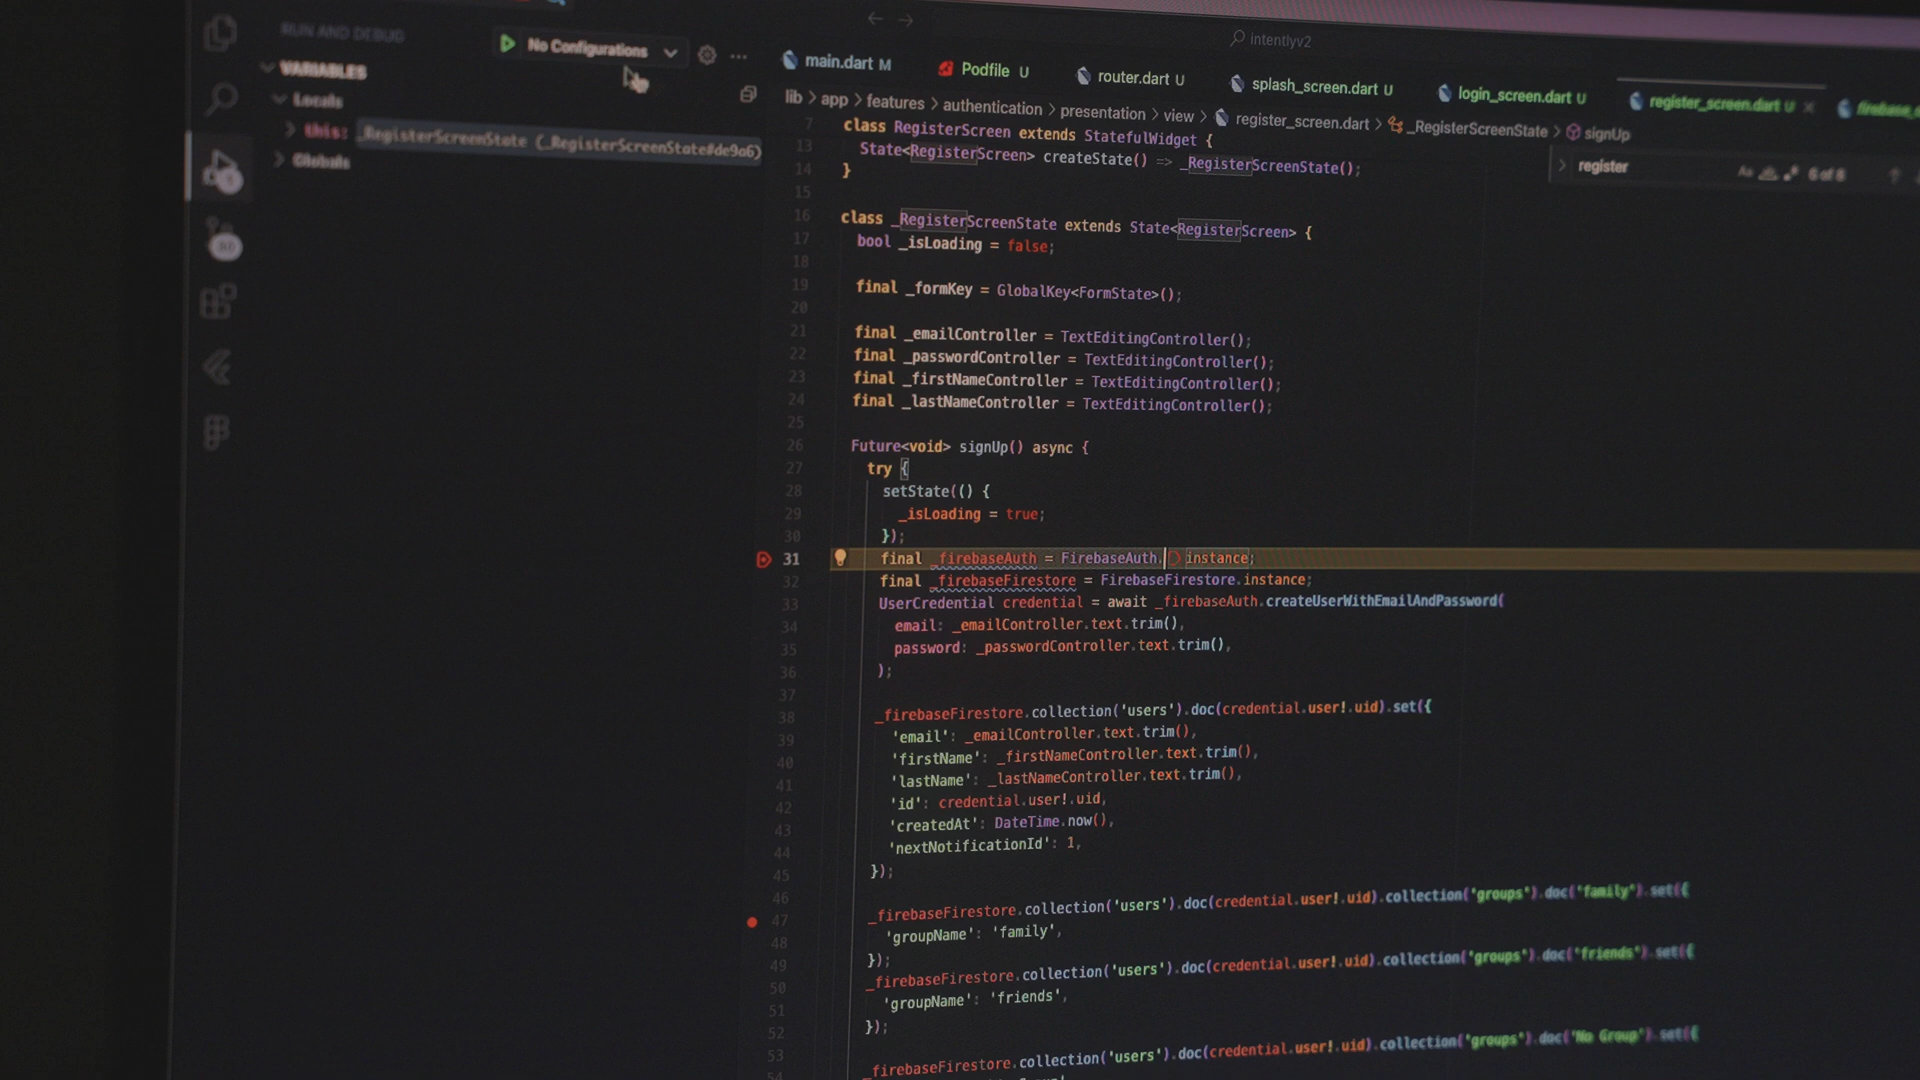 RUN AND DEBUG
No Configurations
intentlyv2
VARIABLES
Locals
this: _RegisterScreenState (_RegisterScreenState#de9a6)
Globals
main.dart M
Podfile U
router.dart U
splash_screen.dart U
login_screen.dart U
register_screen.dart U
lib > app > features > authentication > presentation > view > register_screen.dart > _RegisterScreenState > signUp
register
6 of 8
7 class RegisterScreen extends StatefulWidget {
13 State<RegisterScreen> createState() => _RegisterScreenState();
14 }
15
16 class _RegisterScreenState extends State<RegisterScreen> {
17 bool _isLoading = false;
18
19 final _formKey = GlobalKey<FormState>();
20
21 final _emailController = TextEditingController();
22 final _passwordController = TextEditingController();
23 final _firstNameController = TextEditingController();
24 final _lastNameController = TextEditingController();
25
26 Future<void> signUp() async {
27 try {
28 setState(() {
29 _isLoading = true;
30 });
31 final _firebaseAuth = FirebaseAuth.instance;
32 final _firebaseFirestore = FirebaseFirestore.instance;
33 UserCredential credential = await _firebaseAuth.createUserWithEmailAndPassword(
34 email: _emailController.text.trim(),
35 password: _passwordController.text.trim(),
36 );
37
38 _firebaseFirestore.collection('users').doc(credential.user!.uid).set({
39 'email': _emailController.text.trim(),
40 'firstName': _firstNameController.text.trim(),
41 'lastName': _lastNameController.text.trim(),
42 'id': credential.user!.uid,
43 'createdAt': DateTime.now(),
44 'nextNotificationId': 1,
45 });
46
47 _firebaseFirestore.collection('users').doc(credential.user!.uid).collection('groups').doc("family").set({
48 'groupName': 'family',
49 });
50 _firebaseFirestore.collection('users').doc(credential.user!.uid).collection('groups').doc("friends").set({
51 'groupName': 'friends',
52 });
53
54 _firebaseFirestore.collection('users').doc(credential.user!.uid).collection('groups').doc("No Group").set({